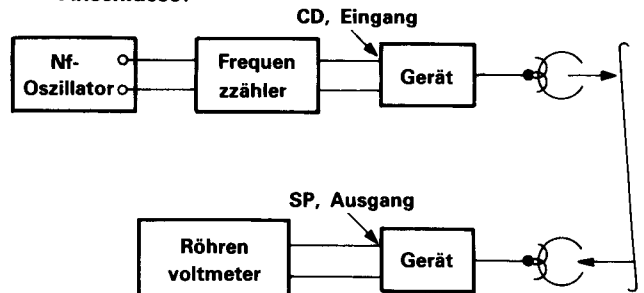 CD, Eingang
Nf-
Oszillator
Frequen
zzähler
Gerät
SP, Ausgang
Röhren
voltmeter
Gerät